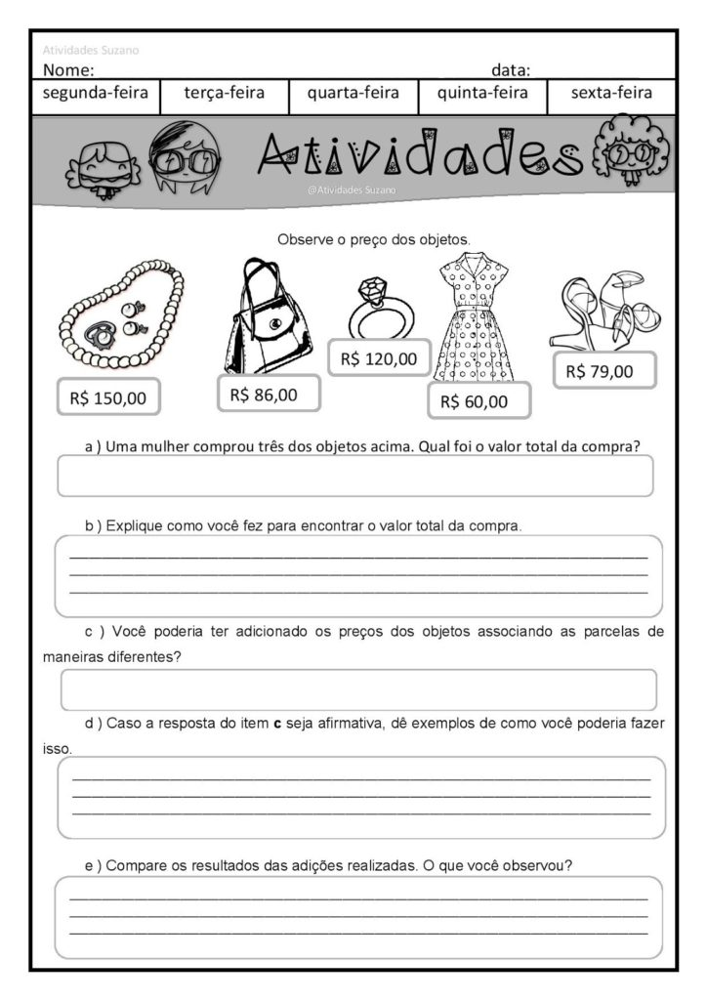 Atividades Suzano
Nome: data:
segunda-feira terça-feira quarta-feira quinta-feira sexta-feira
Atividades
@Atividades Suzano
Observe o preço dos objetos.
R$ 150,00 R$ 86,00 R$ 120,00 R$ 60,00 R$ 79,00
a ) Uma mulher comprou três dos objetos acima. Qual foi o valor total da compra?
b ) Explique como você fez para encontrar o valor total da compra.
c ) Você poderia ter adicionado os preços dos objetos associando as parcelas de
maneiras diferentes?
d ) Caso a resposta do item c seja afirmativa, dê exemplos de como você poderia fazer
isso.
e ) Compare os resultados das adições realizadas. O que você observou?